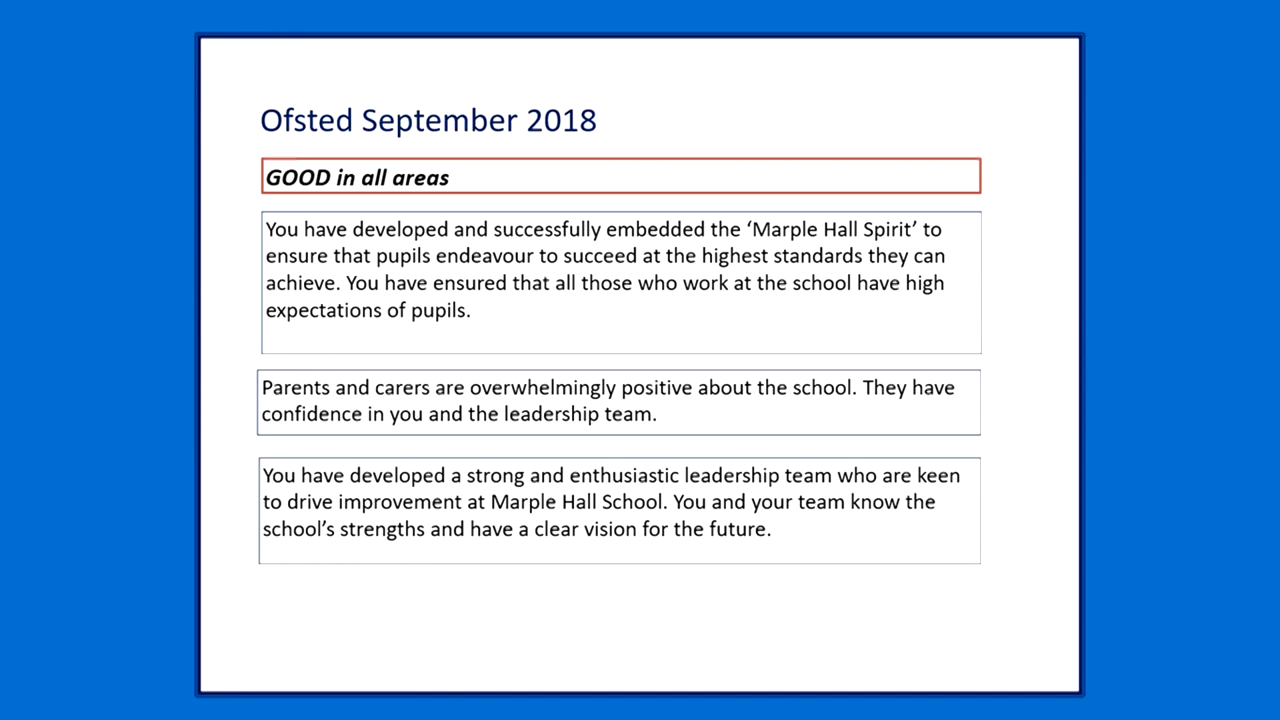 Ofsted September 2018
GOOD in all areas
You have developed and successfully embedded the ‘Marple Hall Spirit’ to
ensure that pupils endeavour to succeed at the highest standards they can
achieve. You have ensured that all those who work at the school have high
expectations of pupils.
Parents and carers are overwhelmingly positive about the school. They have
confidence in you and the leadership team.
You have developed a strong and enthusiastic leadership team who are keen
to drive improvement at Marple Hall School. You and your team know the
school’s strengths and have a clear vision for the future.